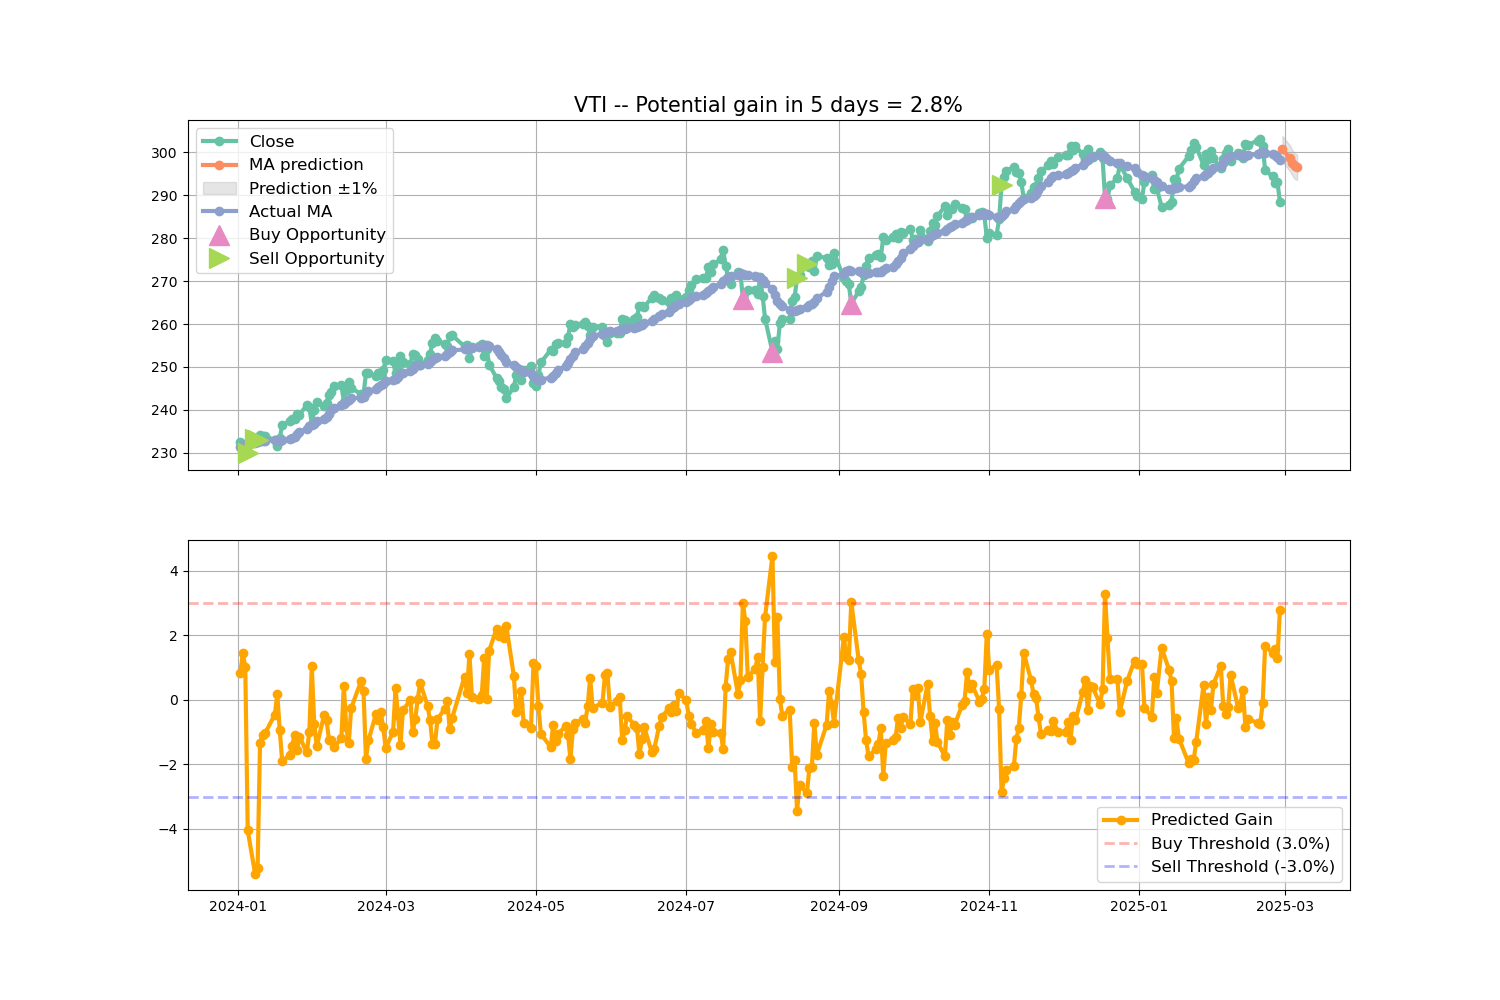 VTI -- Potential gain in 5 days = 2.8%
Close
MA prediction
Prediction ±1%
Actual MA
Buy Opportunity
Sell Opportunity
300
290
280
270
260
250
240
230
4
2
0
−2
−4
Predicted Gain
Buy Threshold (3.0%)
Sell Threshold (-3.0%)
2024-01 2024-03 2024-05 2024-07 2024-09 2024-11 2025-01 2025-03